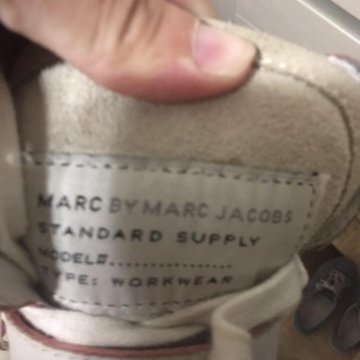 MARC BY MARC JACOBS
STANDARD SUPPLY
MODEL#..................
TYPE: WORKWEAR